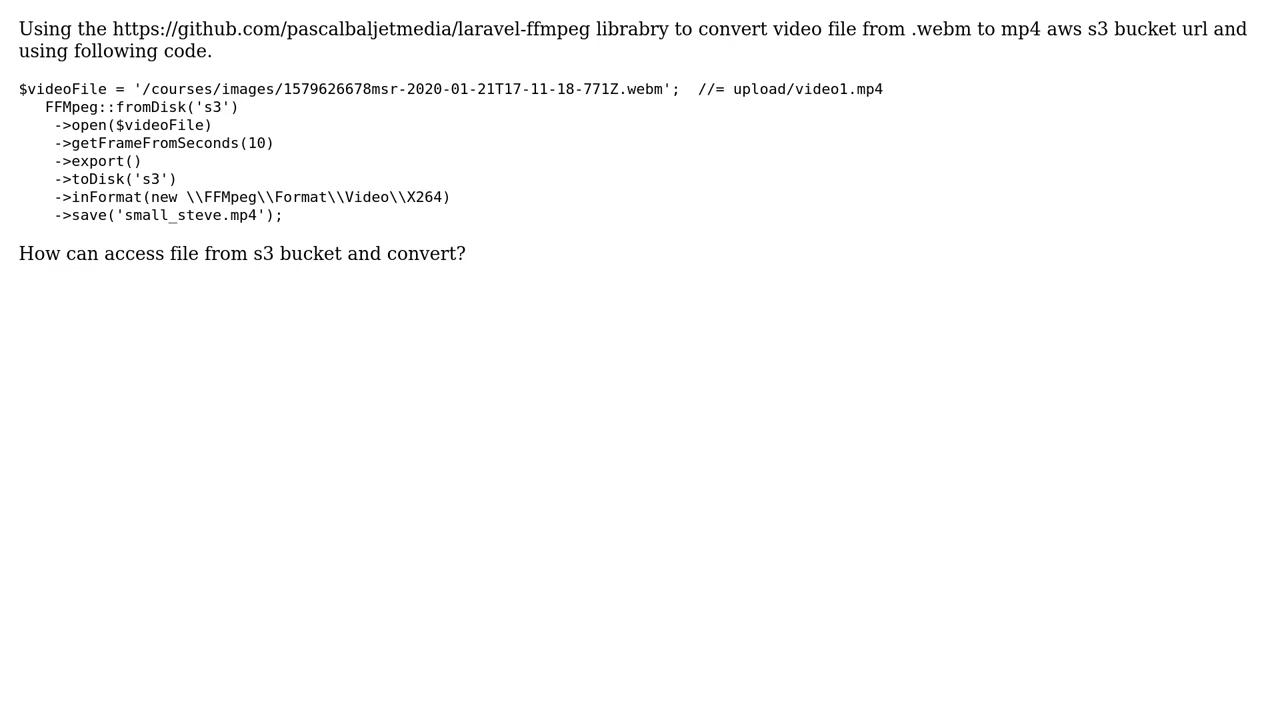 Using the https://github.com/pascalbaljetmedia/laravel-ffmpeg librabry to convert video file from .webm to mp4 aws s3 bucket url and
using following code.
$videoFile = '/courses/images/1579626678msr-2020-01-21T17-11-18-771Z.webm';  //= upload/video1.mp4
   FFMpeg::fromDisk('s3')
    ->open($videoFile)
    ->getFrameFromSeconds(10)
    ->export()
    ->toDisk('s3')
    ->inFormat(new \\FFMpeg\\Format\\Video\\X264)
    ->save('small_steve.mp4');
How can access file from s3 bucket and convert?